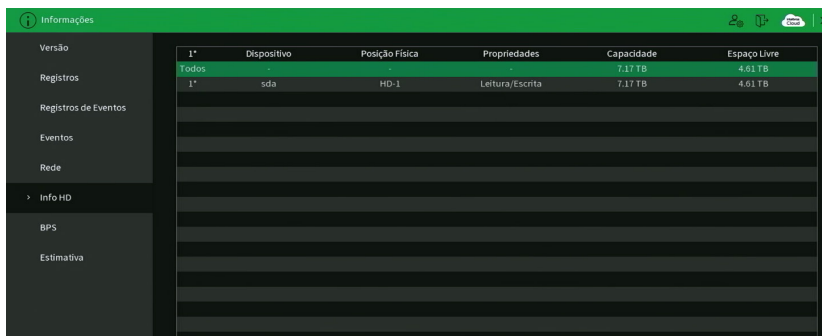 Informações
Cloud
Versão
Registros
Registros de Eventos
Eventos
Rede
> Info HD
BPS
Estimativa
1* Dispositivo Posição Física Propriedades Capacidade Espaço Livre
Todos - - - 7.17 TB 4.61 TB
1* sda HD-1 Leitura/Escrita 7.17 TB 4.61 TB